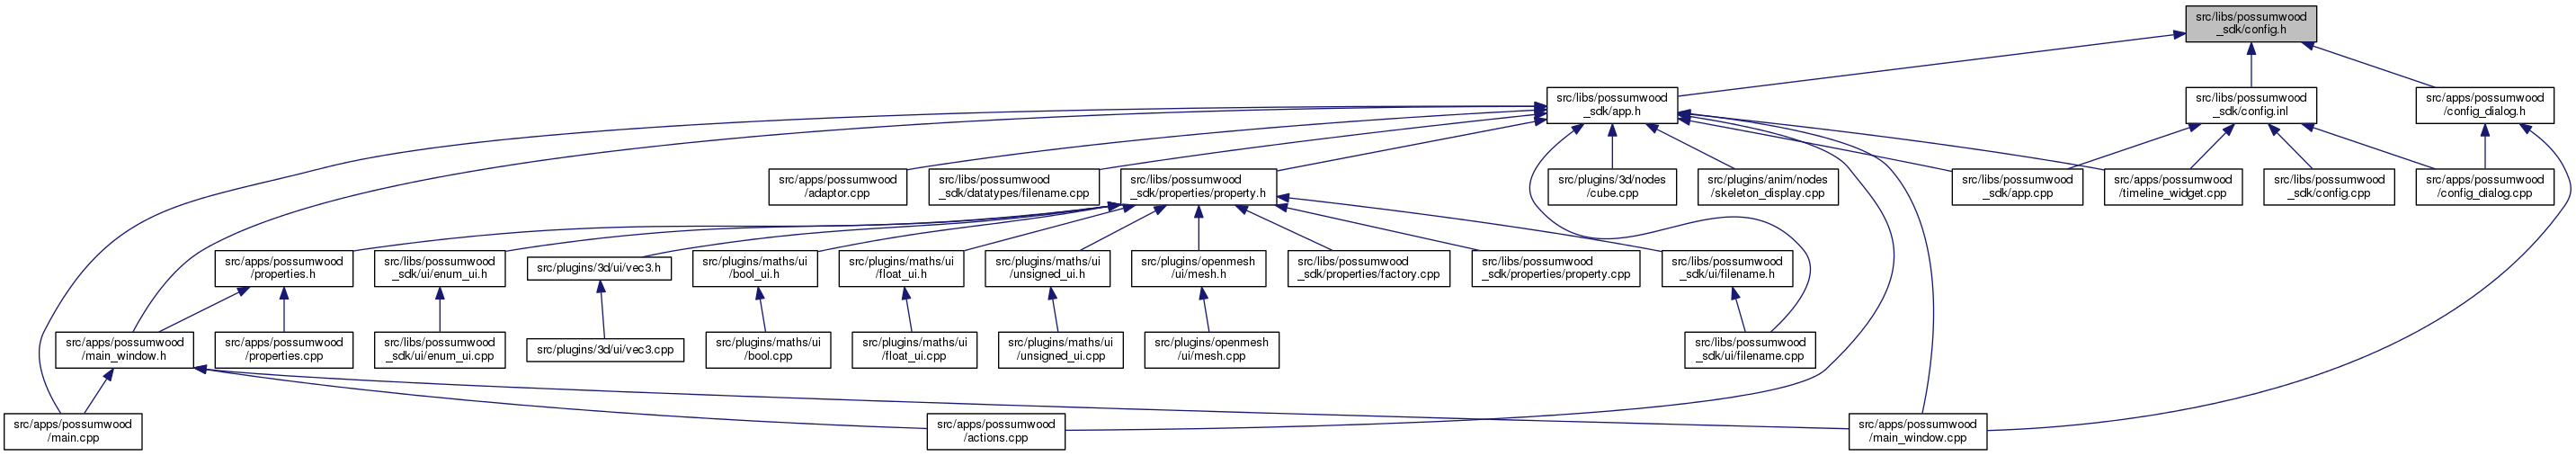 src/libs/possumwood
_sdk/config.h
src/libs/possumwood
_sdk/app.h
src/libs/possumwood
_sdk/config.inl
src/apps/possumwood
/config_dialog.h
src/apps/possumwood
/adaptor.cpp
src/libs/possumwood
_sdk/datatypes/filename.cpp
src/libs/possumwood
_sdk/properties/property.h
src/plugins/3d/nodes
/cube.cpp
src/plugins/anim/nodes
/skeleton_display.cpp
src/libs/possumwood
_sdk/app.cpp
src/apps/possumwood
/timeline_widget.cpp
src/libs/possumwood
_sdk/config.cpp
src/apps/possumwood
/config_dialog.cpp
src/apps/possumwood
/properties.h
src/libs/possumwood
_sdk/ui/enum_ui.h
src/plugins/3d/ui/vec3.h
src/plugins/maths/ui
/bool_ui.h
src/plugins/maths/ui
/float_ui.h
src/plugins/maths/ui
/unsigned_ui.h
src/plugins/openmesh
/ui/mesh.h
src/libs/possumwood
_sdk/properties/factory.cpp
src/libs/possumwood
_sdk/properties/property.cpp
src/libs/possumwood
_sdk/ui/filename.h
src/apps/possumwood
/main_window.h
src/apps/possumwood
/properties.cpp
src/libs/possumwood
_sdk/ui/enum_ui.cpp
src/plugins/3d/ui/vec3.cpp
src/plugins/maths/ui
/bool.cpp
src/plugins/maths/ui
/float_ui.cpp
src/plugins/maths/ui
/unsigned_ui.cpp
src/plugins/openmesh
/ui/mesh.cpp
src/libs/possumwood
_sdk/ui/filename.cpp
src/apps/possumwood
/main.cpp
src/apps/possumwood
/actions.cpp
src/apps/possumwood
/main_window.cpp